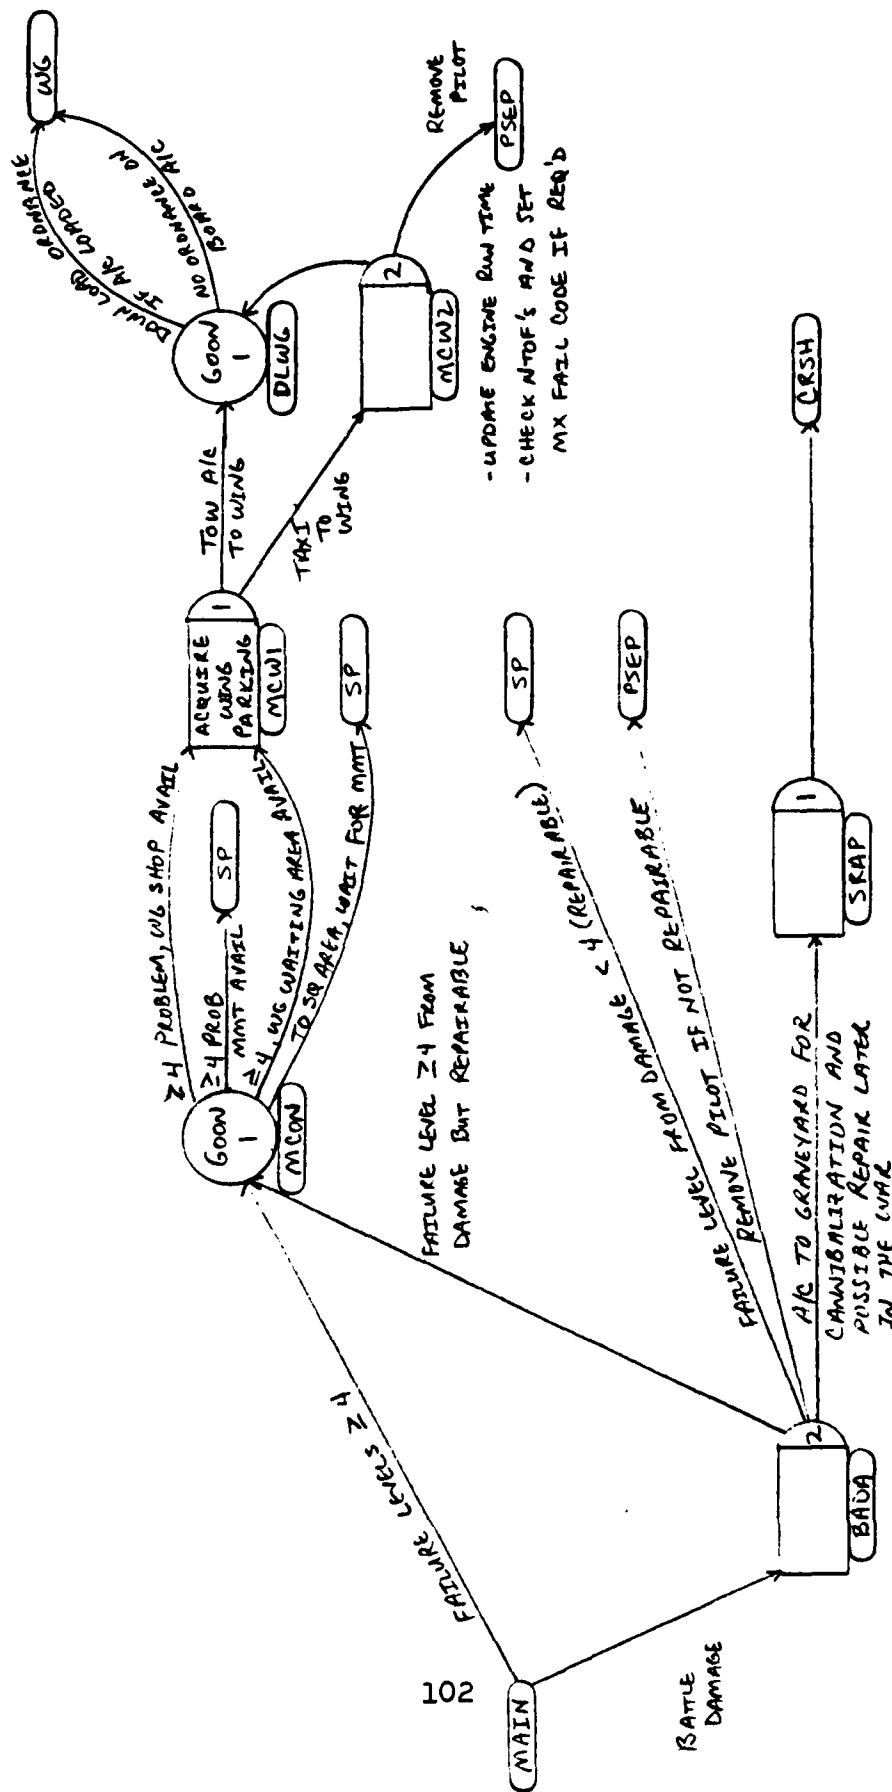 MAIN
FAILURE LEVELS ≥ 4
BATTLE
DAMAGE
BADA
2
FAILURE LEVEL ≥4 FROM
DAMAGE BUT REPAIRABLE
FAILURE LEVEL FROM DAMAGE < 4 (REPAIRABLE)
SP
REMOVE PILOT IF NOT REPAIRABLE
PSEP
A/C TO GRAVEYARD FOR
CANNIBALIZATION AND
POSSIBLE REPAIR LATER
IN THE WAR
1
SRAP
CRSH
GOON
1
MCON
≥4 PROBLEM, WG SHOP AVAIL
≥4 PROB
MMT AVAIL
SP
≥4, WG WAITING AREA AVAIL
TO SQ AREA, WAIT FOR MMT
SP
ACQUIRE
WING
PARKING
1
MCW1
TOW A/C
TO WING
TAXI
TO
WING
GOON
1
DLWG
DOWN LOAD ORDNANCE
IF A/C LOADED
NO ORDNANCE ON
BOARD A/C
WG
2
MCW2
REMOVE
PILOT
PSEP
-UPDATE ENGINE RUN TIME
-CHECK NTOF'S AND SET
MX FAIL CODE IF REQ'D
102